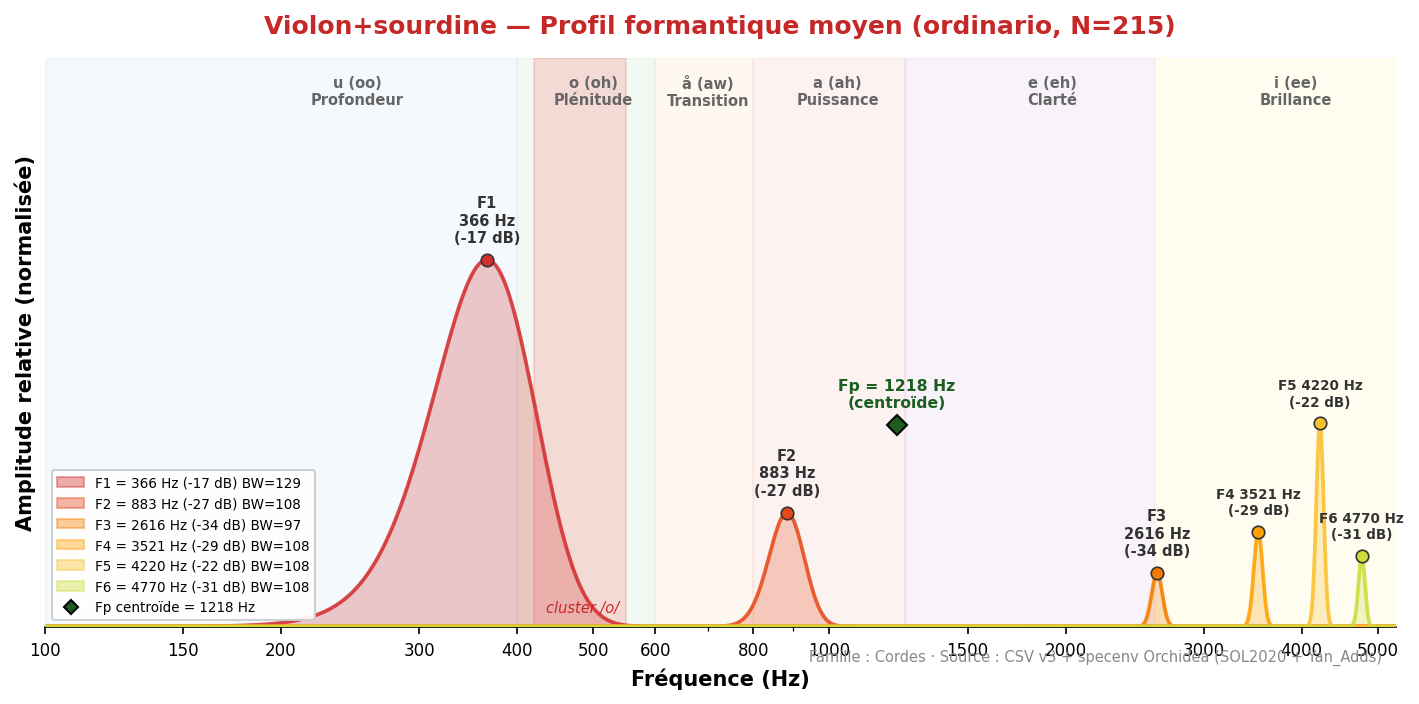 Violon+sourdine — Profil formantique moyen (ordinario, N=215)
u (oo)
Profondeur
o (oh)
Plénitude
å (aw)
Transition
a (ah)
Puissance
e (eh)
Clarté
i (ee)
Brillance
Amplitude relative (normalisée)
F1
366 Hz
(-17 dB)
F2
883 Hz
(-27 dB)
Fp = 1218 Hz
(centroïde)
F3
2616 Hz
(-34 dB)
F4 3521 Hz
(-29 dB)
F5 4220 Hz
(-22 dB)
F6 4770 Hz
(-31 dB)
F1 = 366 Hz (-17 dB) BW=129
F2 = 883 Hz (-27 dB) BW=108
F3 = 2616 Hz (-34 dB) BW=97
F4 = 3521 Hz (-29 dB) BW=108
F5 = 4220 Hz (-22 dB) BW=108
F6 = 4770 Hz (-31 dB) BW=108
Fp centroïde = 1218 Hz
cluster /o/
100 150 200 300 400 500 600 800 1000 1500 2000 3000 4000 5000
Famille : Cordes · Source : CSV v3 + specenv Orchidea (SOL2020 + Yan_Adds)
Fréquence (Hz)